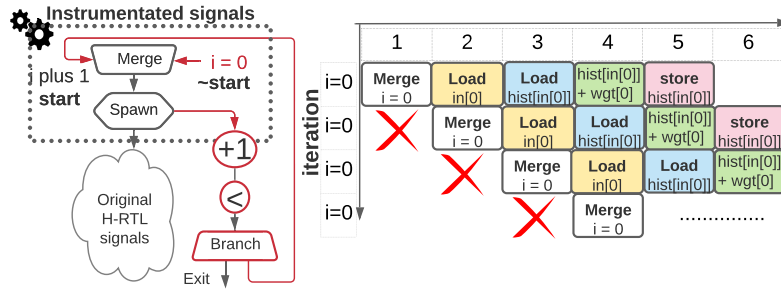 Instrumentated signals
Merge
i = 0
~start
i plus 1
start
Spawn
+1
<
Original
H-RTL
signals
Branch
Exit
iteration
1 2 3 4 5 6
i=0
Merge
i = 0
Load
in[0]
Load
hist[in[0]]
hist[in[0]]
+ wgt[0]
store
hist[in[0]]
i=0
Merge
i = 0
Load
in[0]
Load
hist[in[0]]
hist[in[0]]
+ wgt[0]
store
hist[in[0]]
i=0
Merge
i = 0
Load
in[0]
Load
hist[in[0]]
hist[in[0]]
+ wgt[0]
i=0
Merge
i = 0
...............